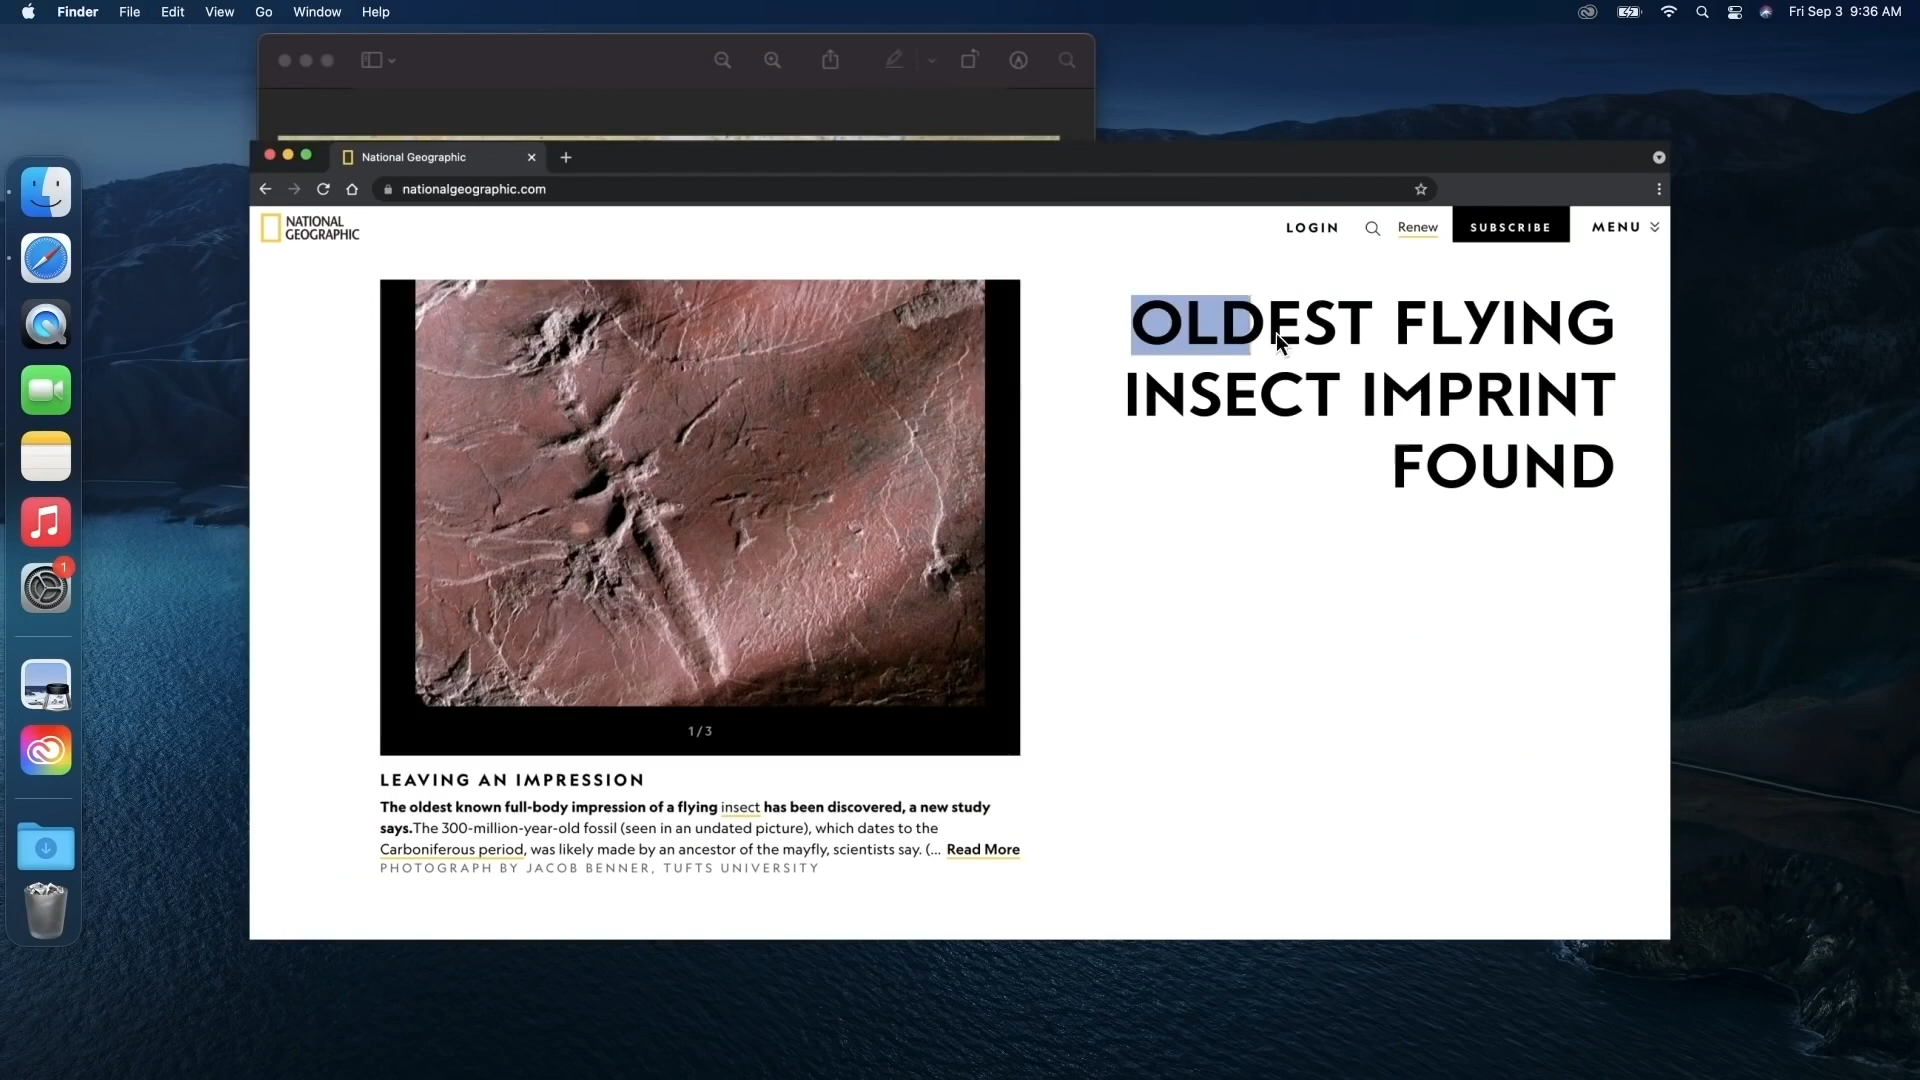 Finder File Edit View Go Window Help Fri Sep 3 9:36 AM
National Geographic
nationalgeographic.com
NATIONAL
GEOGRAPHIC
LOGIN Renew SUBSCRIBE MENU
OLDEST FLYING
INSECT IMPRINT
FOUND
1
1/3
LEAVING AN IMPRESSION
The oldest known full-body impression of a flying insect has been discovered, a new study
says.The 300-million-year-old fossil (seen in an undated picture), which dates to the
Carboniferous period, was likely made by an ancestor of the mayfly, scientists say. (... Read More
PHOTOGRAPH BY JACOB BENNER, TUFTS UNIVERSITY